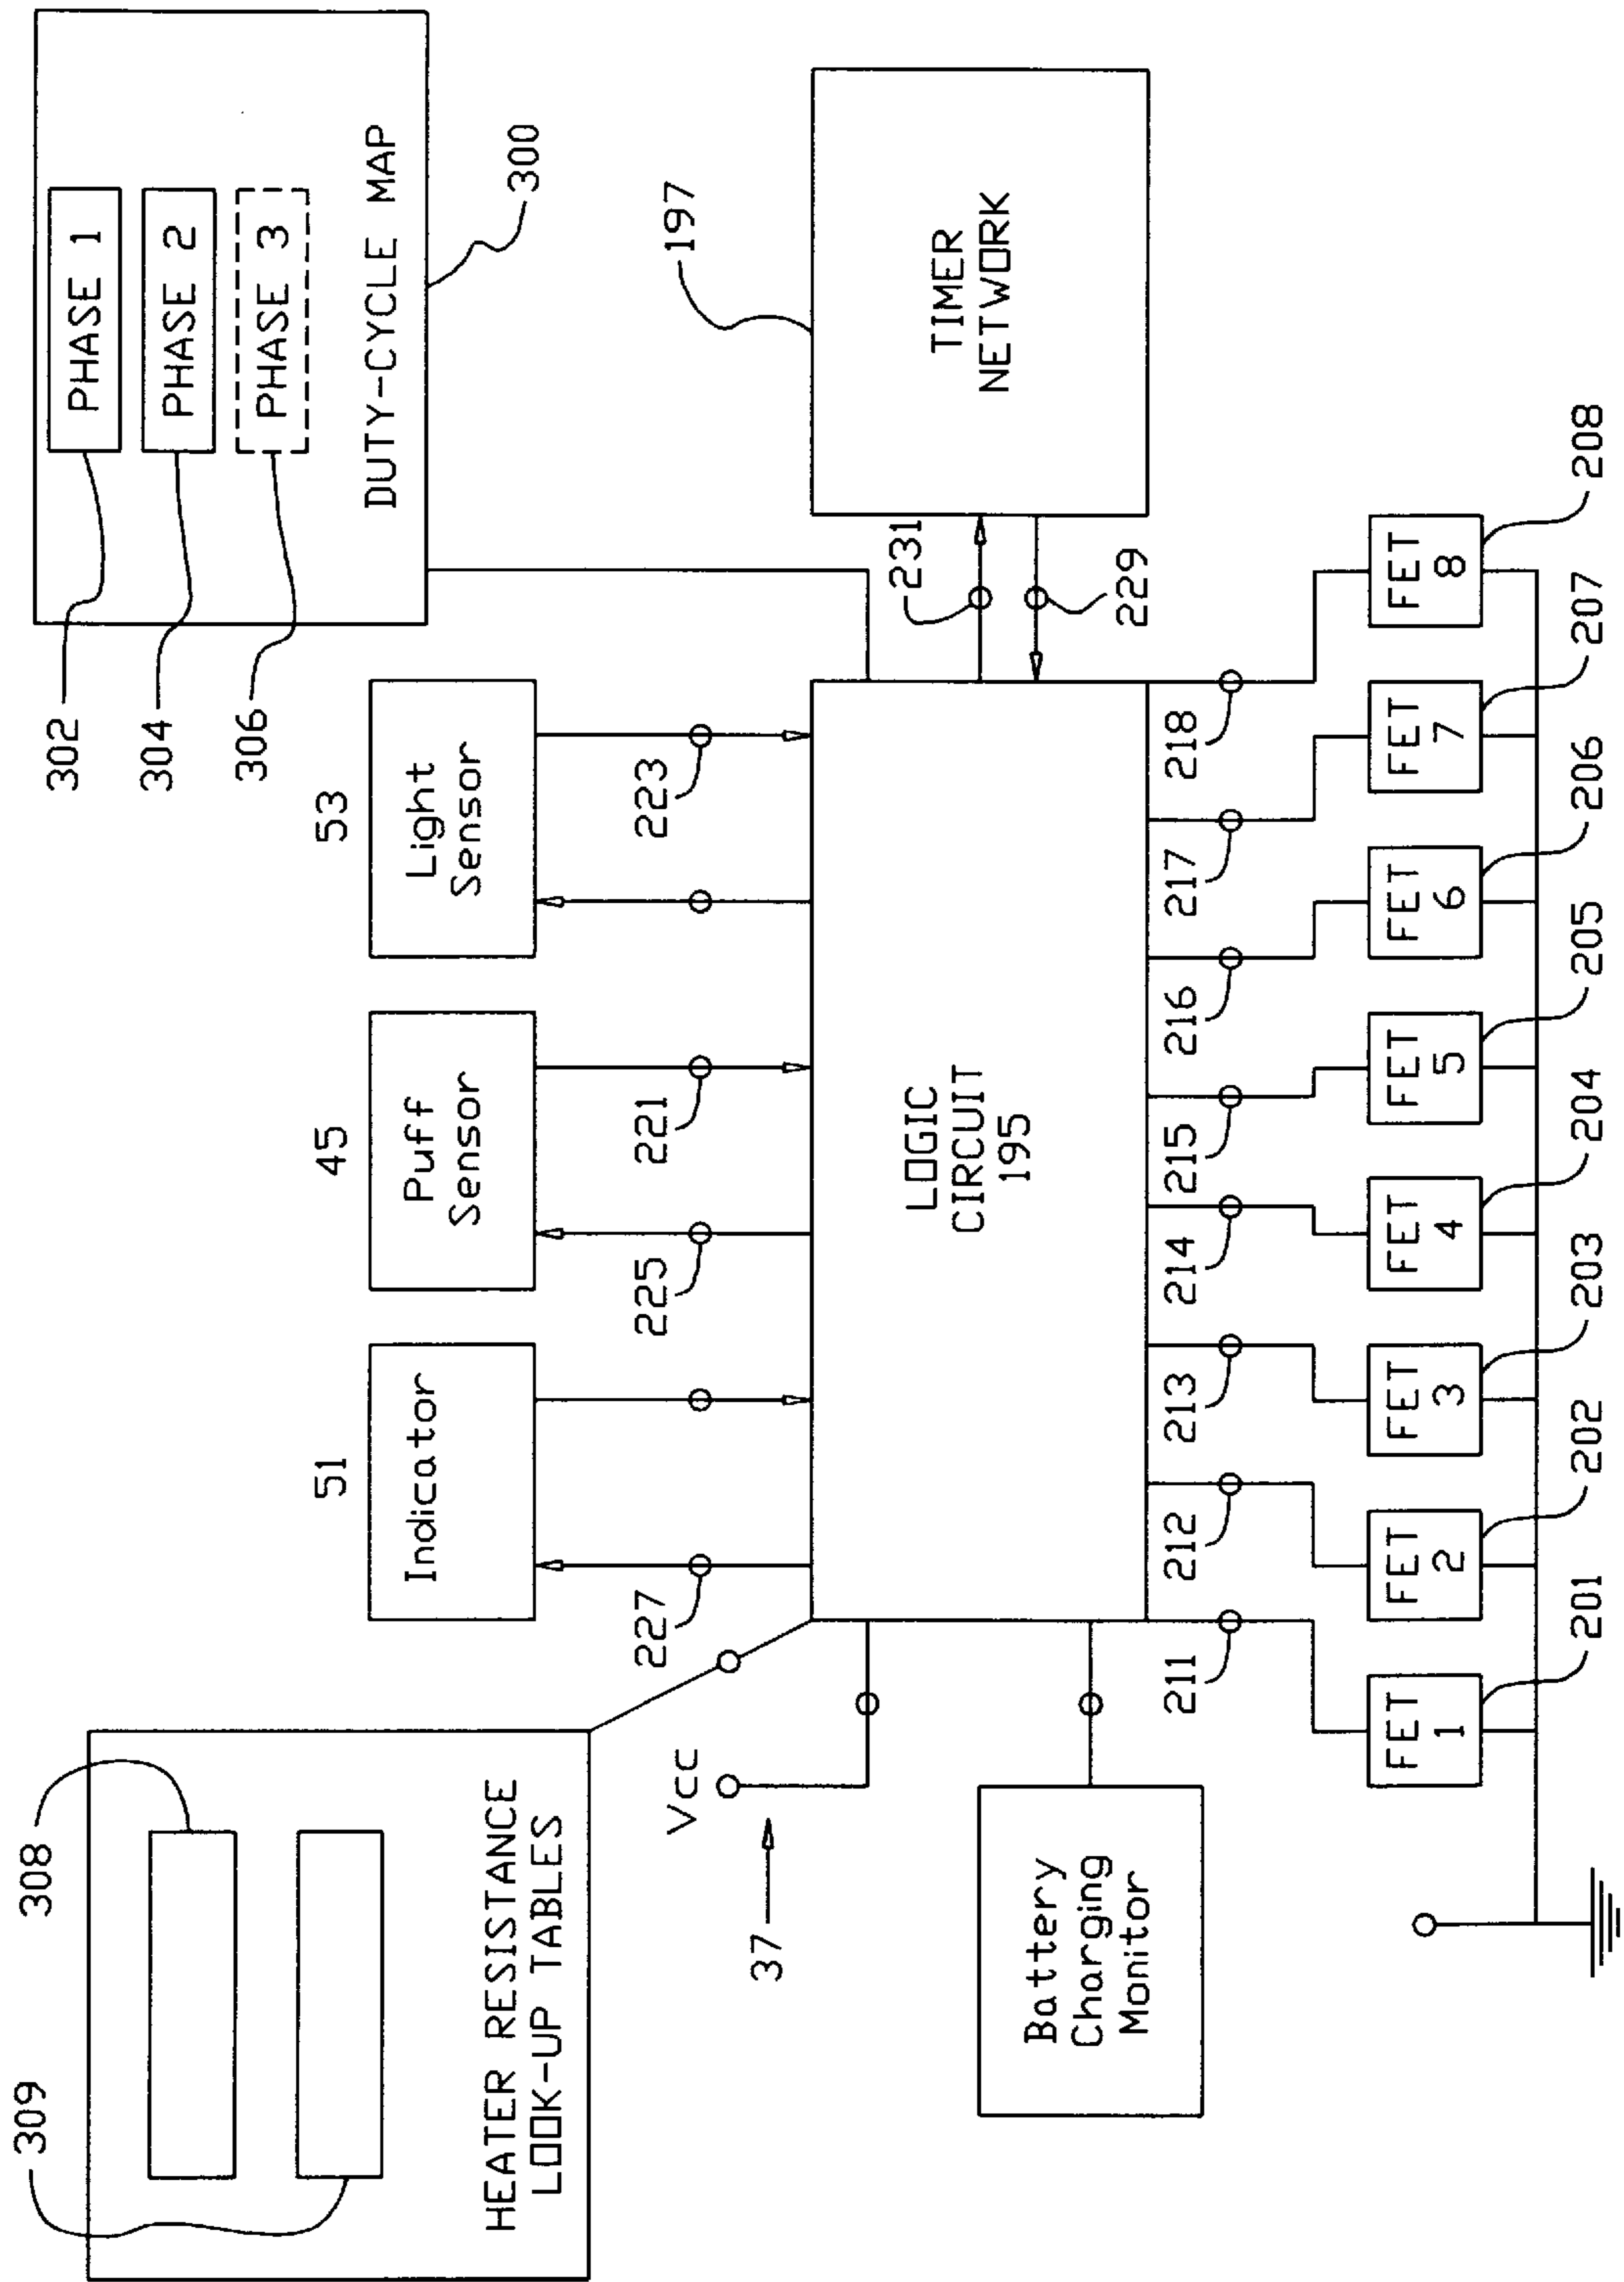 308
309
HEATER RESISTANCE
LOOK-UP TABLES
302
304
306
PHASE 1
PHASE 2
PHASE 3
DUTY-CYCLE MAP
300
51
45
53
Indicator
Puff
Sensor
Light
Sensor
227
225
221
223
Vcc
37
197
LOGIC
CIRCUIT
195
231
229
TIMER
NETWORK
Battery
Charging
Monitor
211
212
213
214
215
216
217
218
FET
1
FET
2
FET
3
FET
4
FET
5
FET
6
FET
7
FET
8
201
202
203
204
205
206
207
208